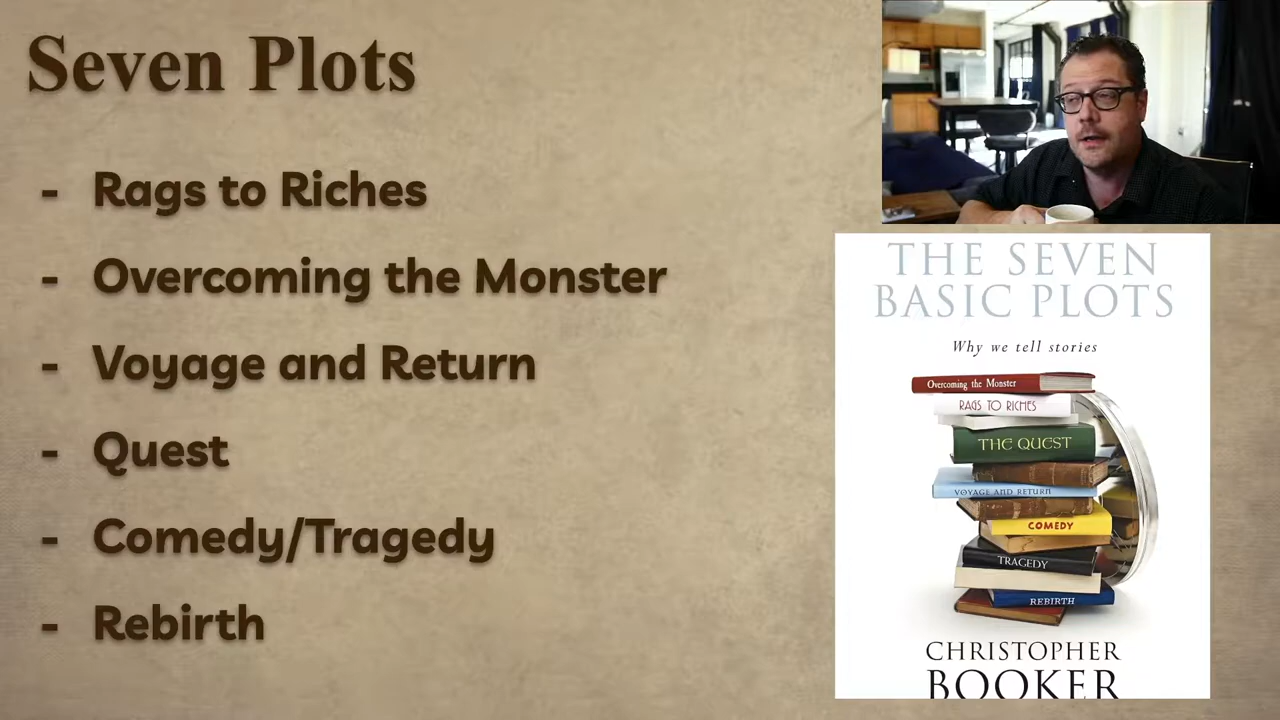 Seven Plots
- Rags to Riches
- Overcoming the Monster
- Voyage and Return
- Quest
- Comedy/Tragedy
- Rebirth
THE SEVEN
BASIC PLOTS
Why we tell stories
Overcoming the Monster
RAGS TO RICHES
THE QUEST
VOYAGE AND RETURN
COMEDY
TRAGEDY
REBIRTH
CHRISTOPHER
BOOKER